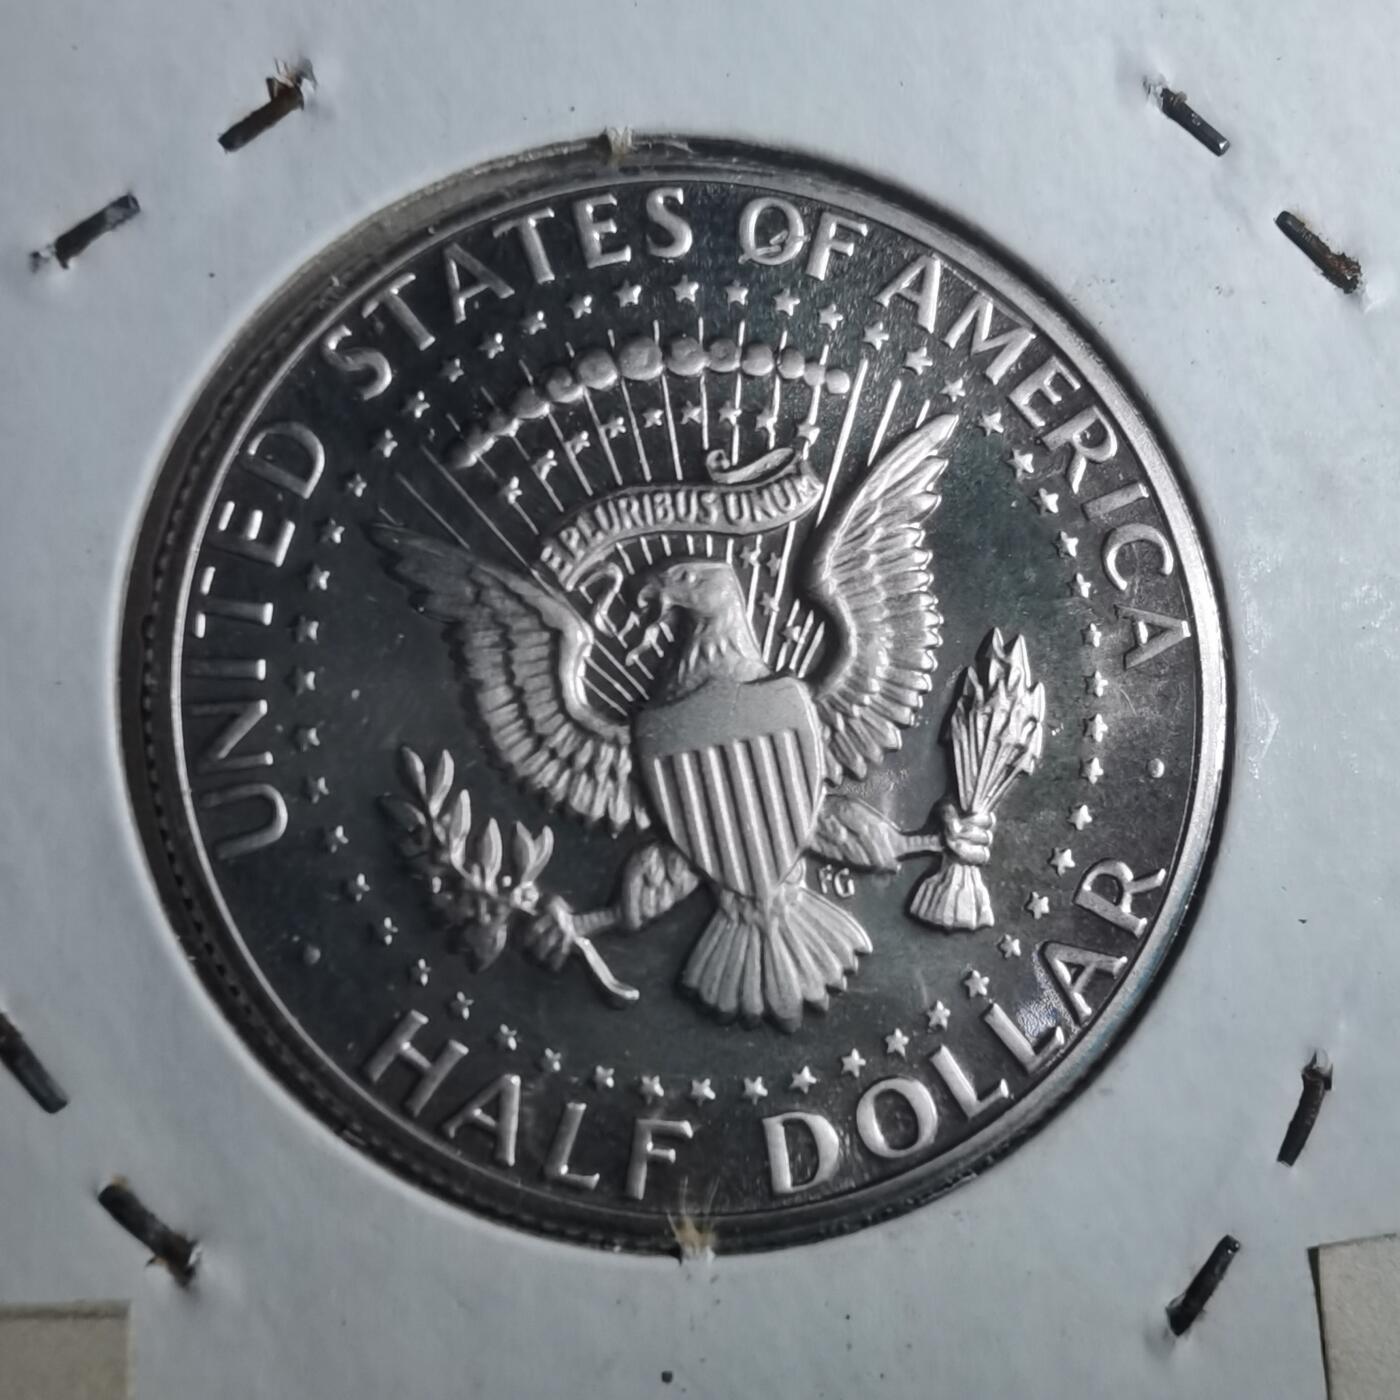 UNITED STATES OF AMERICA
E PLURIBUS UNUM
FG
HALF DOLLAR